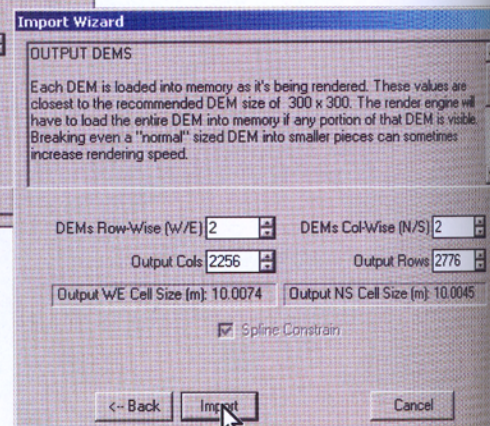 Import Wizard
OUTPUT DEMS
Each DEM is loaded into memory as it's being rendered. These values are
closest to the recommended DEM size of 300 x 300. The render engine will
have to load the entire DEM into memory if any portion of that DEM is visible.
Breaking even a "normal" sized DEM into smaller pieces can sometimes
increase rendering speed.
DEMs Row-Wise (W/E) 2 DEMs Col-Wise (N/S) 2
Output Cols 2256 Output Rows 2776
Output WE Cell Size (m): 10.0074 Output NS Cell Size (m): 10.0045
Spline Constrain
<-- Back Import Cancel